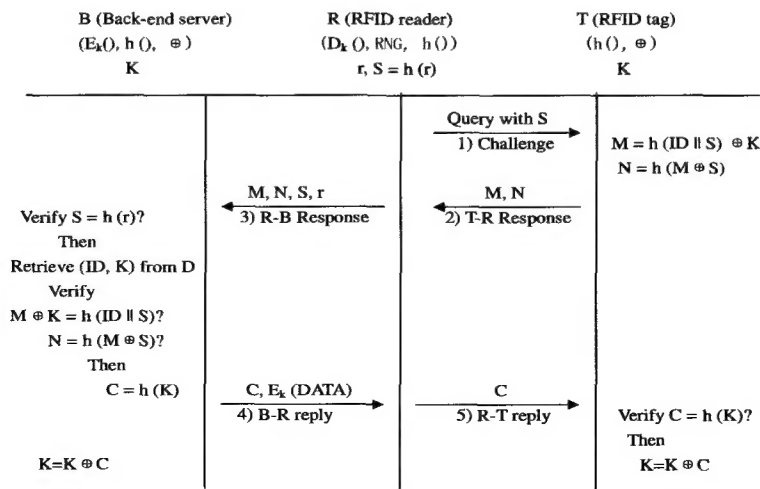 B (Back-end server)
(Eₖ(), h (), ⊕)
K
R (RFID reader)
(Dₖ (), RNG, h())
r, S = h (r)
T (RFID tag)
(h(), ⊕)
K
Query with S
1) Challenge
M = h (ID || S) ⊕ K
N = h (M ⊕ S)
M, N, S, r
3) R-B Response
M, N
2) T-R Response
Verify S = h (r)?
Then
Retrieve (ID, K) from D
Verify
M ⊕ K = h (ID || S)?
N = h (M ⊕ S)?
Then
C = h (K)
C, Eₖ (DATA)
4) B-R reply
C
5) R-T reply
Verify C = h (K)?
Then
K=K ⊕ C
K=K ⊕ C